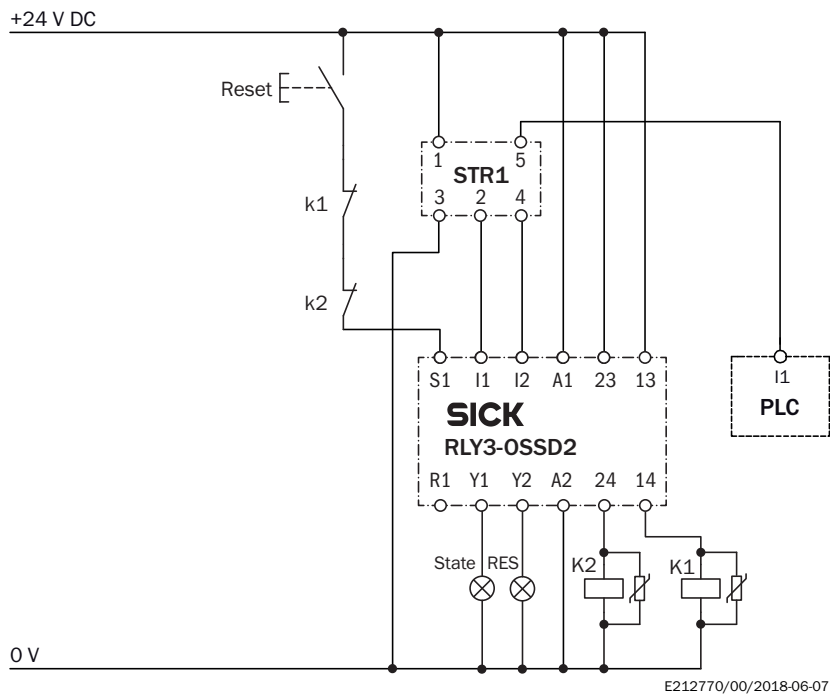 +24 V DC
Reset
1 5
STR1
3 2 4
k1
k2
S1 I1 I2 A1 23 13
I1
PLC
SICK
RLY3-OSSD2
R1 Y1 Y2 A2 24 14
State RES
K2 K1
0 V
E212770/00/2018-06-07